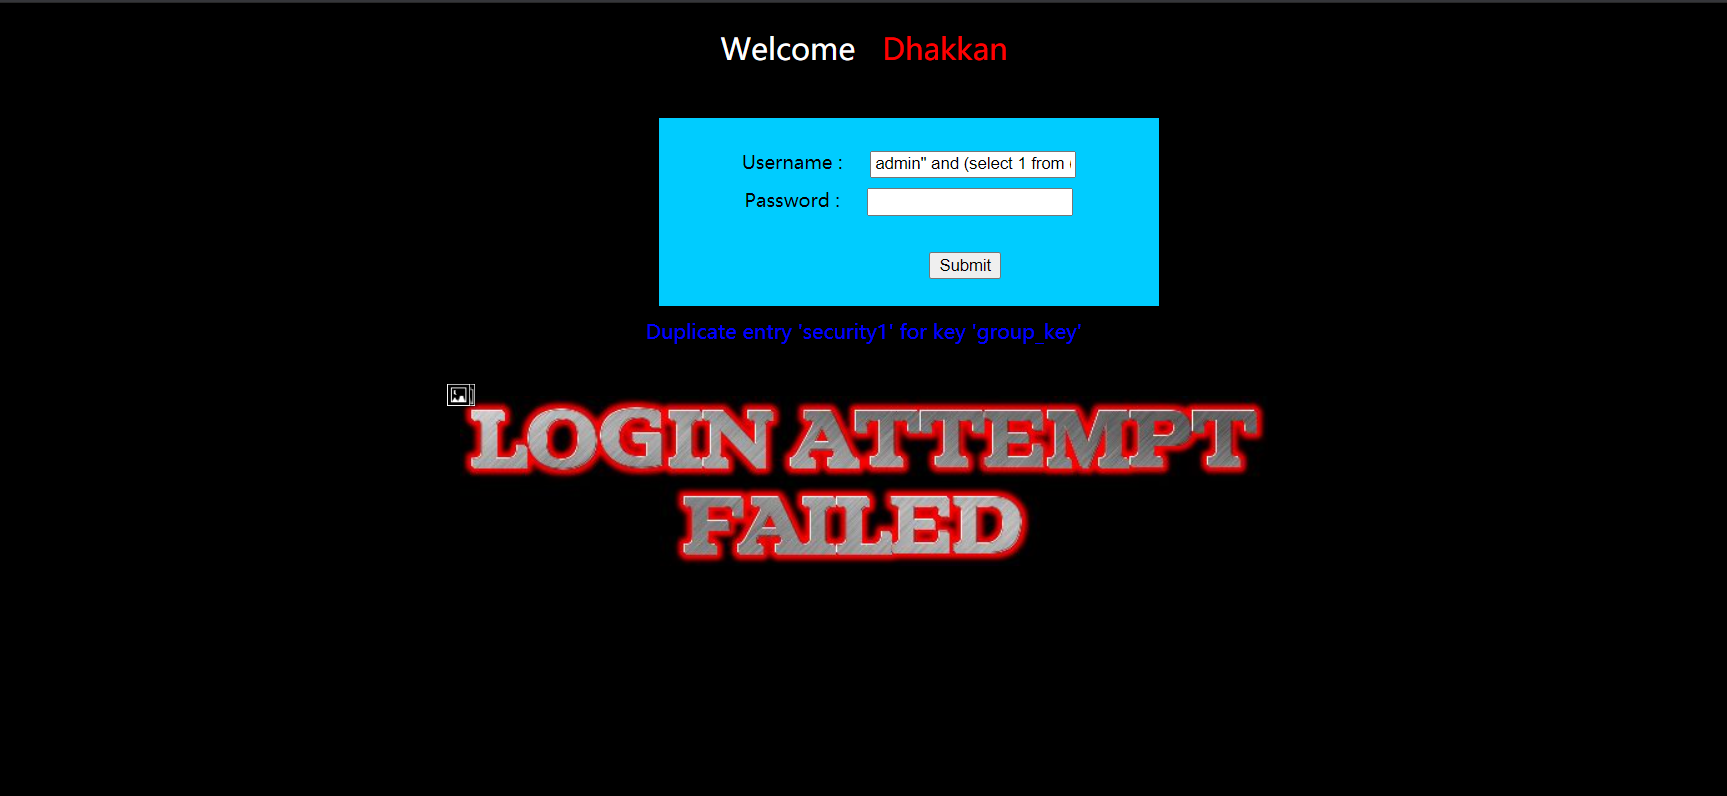 Welcome Dhakkan
Username : admin" and (select 1 from
Password :
Submit
Duplicate entry 'security1' for key 'group_key'
LOGIN ATTEMPT
FAILED